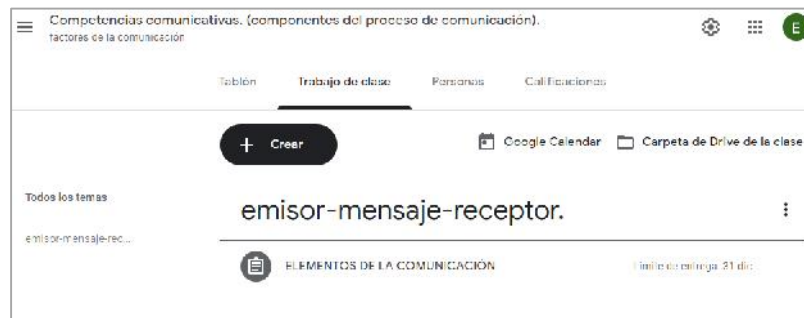 Competencias comunicativas. (componentes del proceso de comunicación).
factores de la comunicación
E
Tablón Trabajo de clase Personas Calificaciones
+ Crear Google Calendar Carpeta de Drive de la clase
Todos los temas
emisor-mensaje-receptor.
emisor-mensaje-rec...
ELEMENTOS DE LA COMUNICACIÓN Límite de entrega: 31 dic